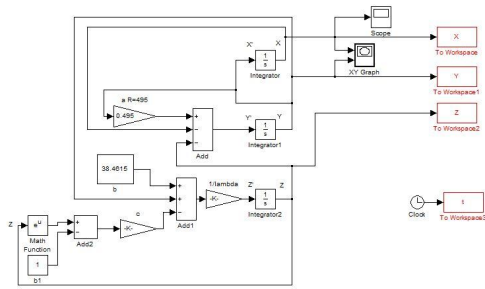 X
Scope
To Workspace
X'
X
1
s
Integrator
XY Graph
Y
To Workspace1
a R=495
0.495
+
−
−
Add
Y'
Y
1
s
Integrator1
Z
To Workspace2
38.4615
b
+
+
−
Add1
1/lambda
-K-
Z'
Z
1
s
Integrator2
Z
e^u
Math
Function
+
−
Add2
c
-K-
1
b1
Clock
t
To Workspace3